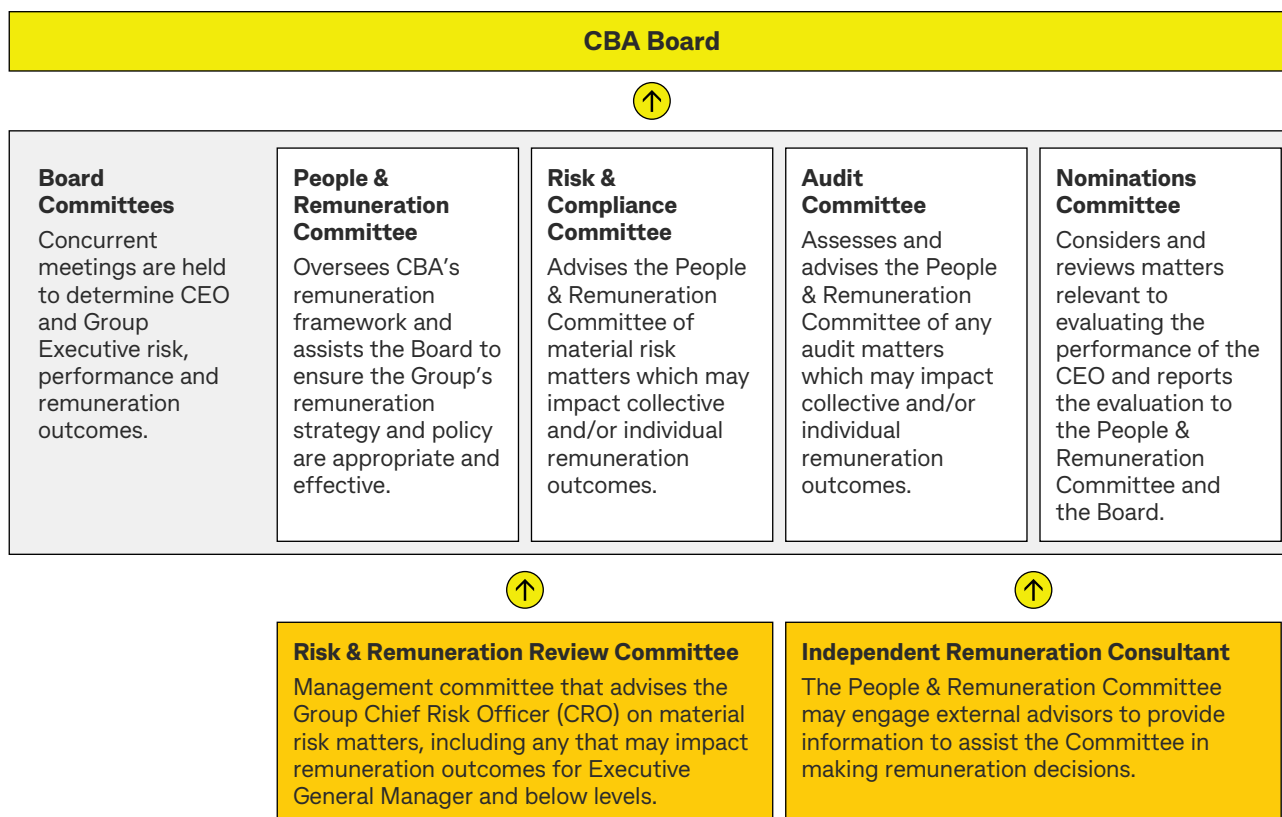 CBA Board
Board
Committees
Concurrent
meetings are held
to determine CEO
and Group
Executive risk,
performance and
remuneration
outcomes.
People &
Remuneration
Committee
Oversees CBA’s
remuneration
framework and
assists the Board to
ensure the Group’s
remuneration
strategy and policy
are appropriate and
effective.
Risk &
Compliance
Committee
Advises the People
& Remuneration
Committee of
material risk
matters which may
impact collective
and/or individual
remuneration
outcomes.
Audit
Committee
Assesses and
advises the People
& Remuneration
Committee of any
audit matters
which may impact
collective and/or
individual
remuneration
outcomes.
Nominations
Committee
Considers and
reviews matters
relevant to
evaluating the
performance of the
CEO and reports
the evaluation to
the People &
Remuneration
Committee and
the Board.
Risk & Remuneration Review Committee
Management committee that advises the
Group Chief Risk Officer (CRO) on material
risk matters, including any that may impact
remuneration outcomes for Executive
General Manager and below levels.
Independent Remuneration Consultant
The People & Remuneration Committee
may engage external advisors to provide
information to assist the Committee in
making remuneration decisions.